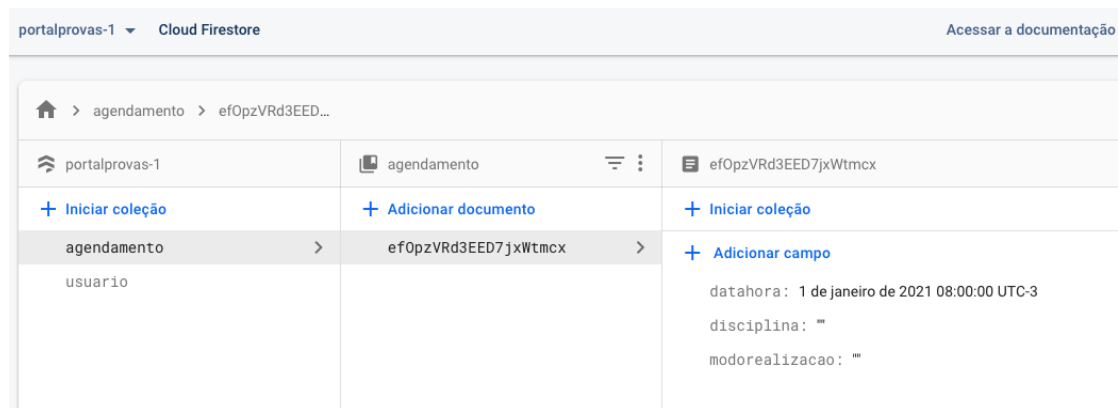 portalprovas-1 Cloud Firestore Acessar a documentação
agendamento > efOpzVRd3EED...
portalprovas-1 agendamento efOpzVRd3EED7jxWtmcx
+ Iniciar coleção + Adicionar documento + Iniciar coleção
agendamento efOpzVRd3EED7jxWtmcx + Adicionar campo
usuario
datahora: 1 de janeiro de 2021 08:00:00 UTC-3
disciplina: ""
modorealizacao: ""